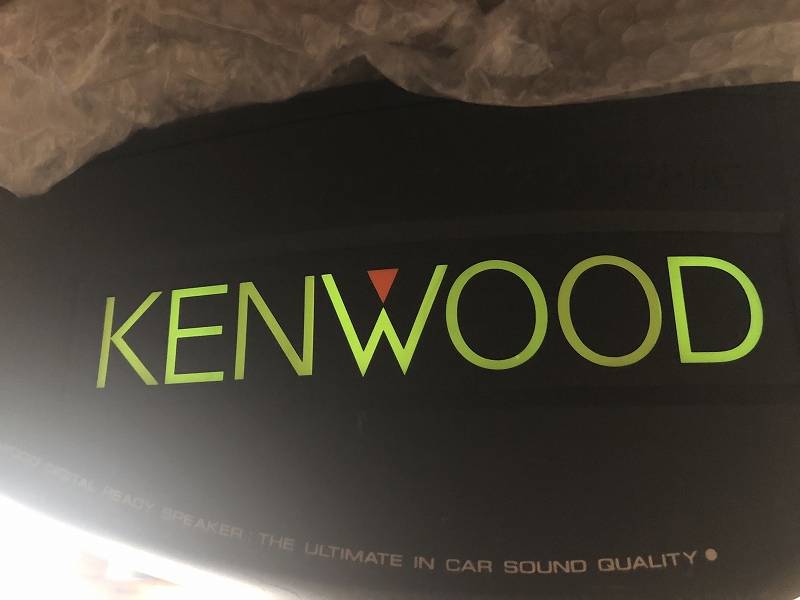 KENWOOD
DIGITAL READY SPEAKER : THE ULTIMATE IN CAR SOUND QUALITY